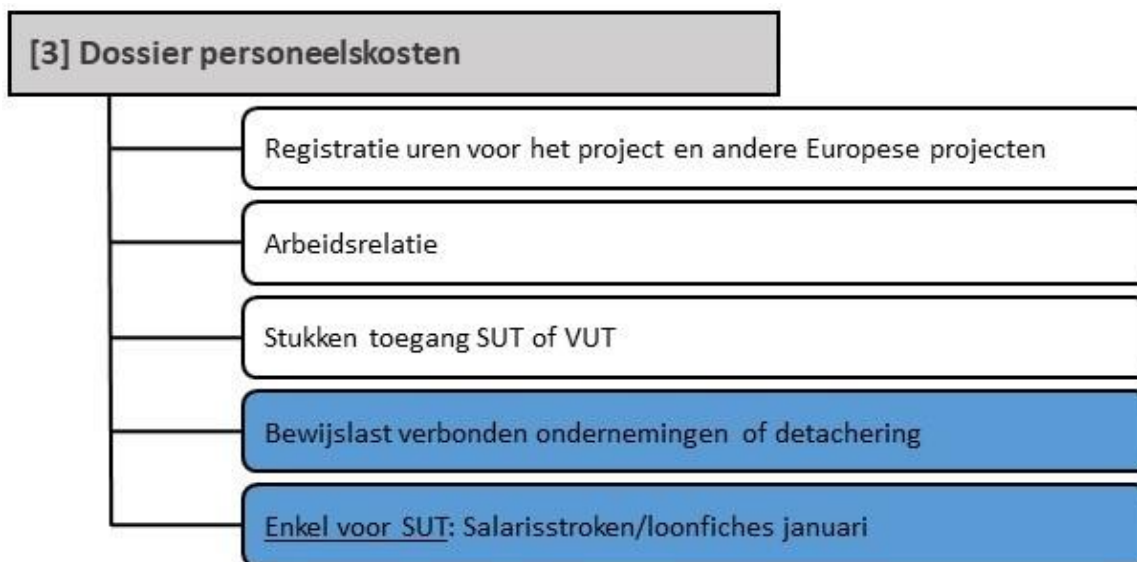 [3] Dossier personeelskosten
Registratie uren voor het project en andere Europese projecten
Arbeidsrelatie
Stukken toegang SUT of VUT
Bewijslast verbonden ondernemingen of detachering
Enkel voor SUT: Salarisstroken/loonfiches januari